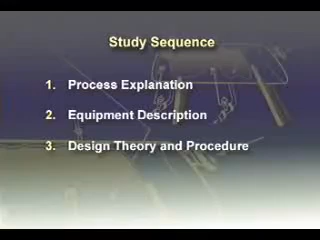 Study Sequence
1. Process Explanation
2. Equipment Description
3. Design Theory and Procedure